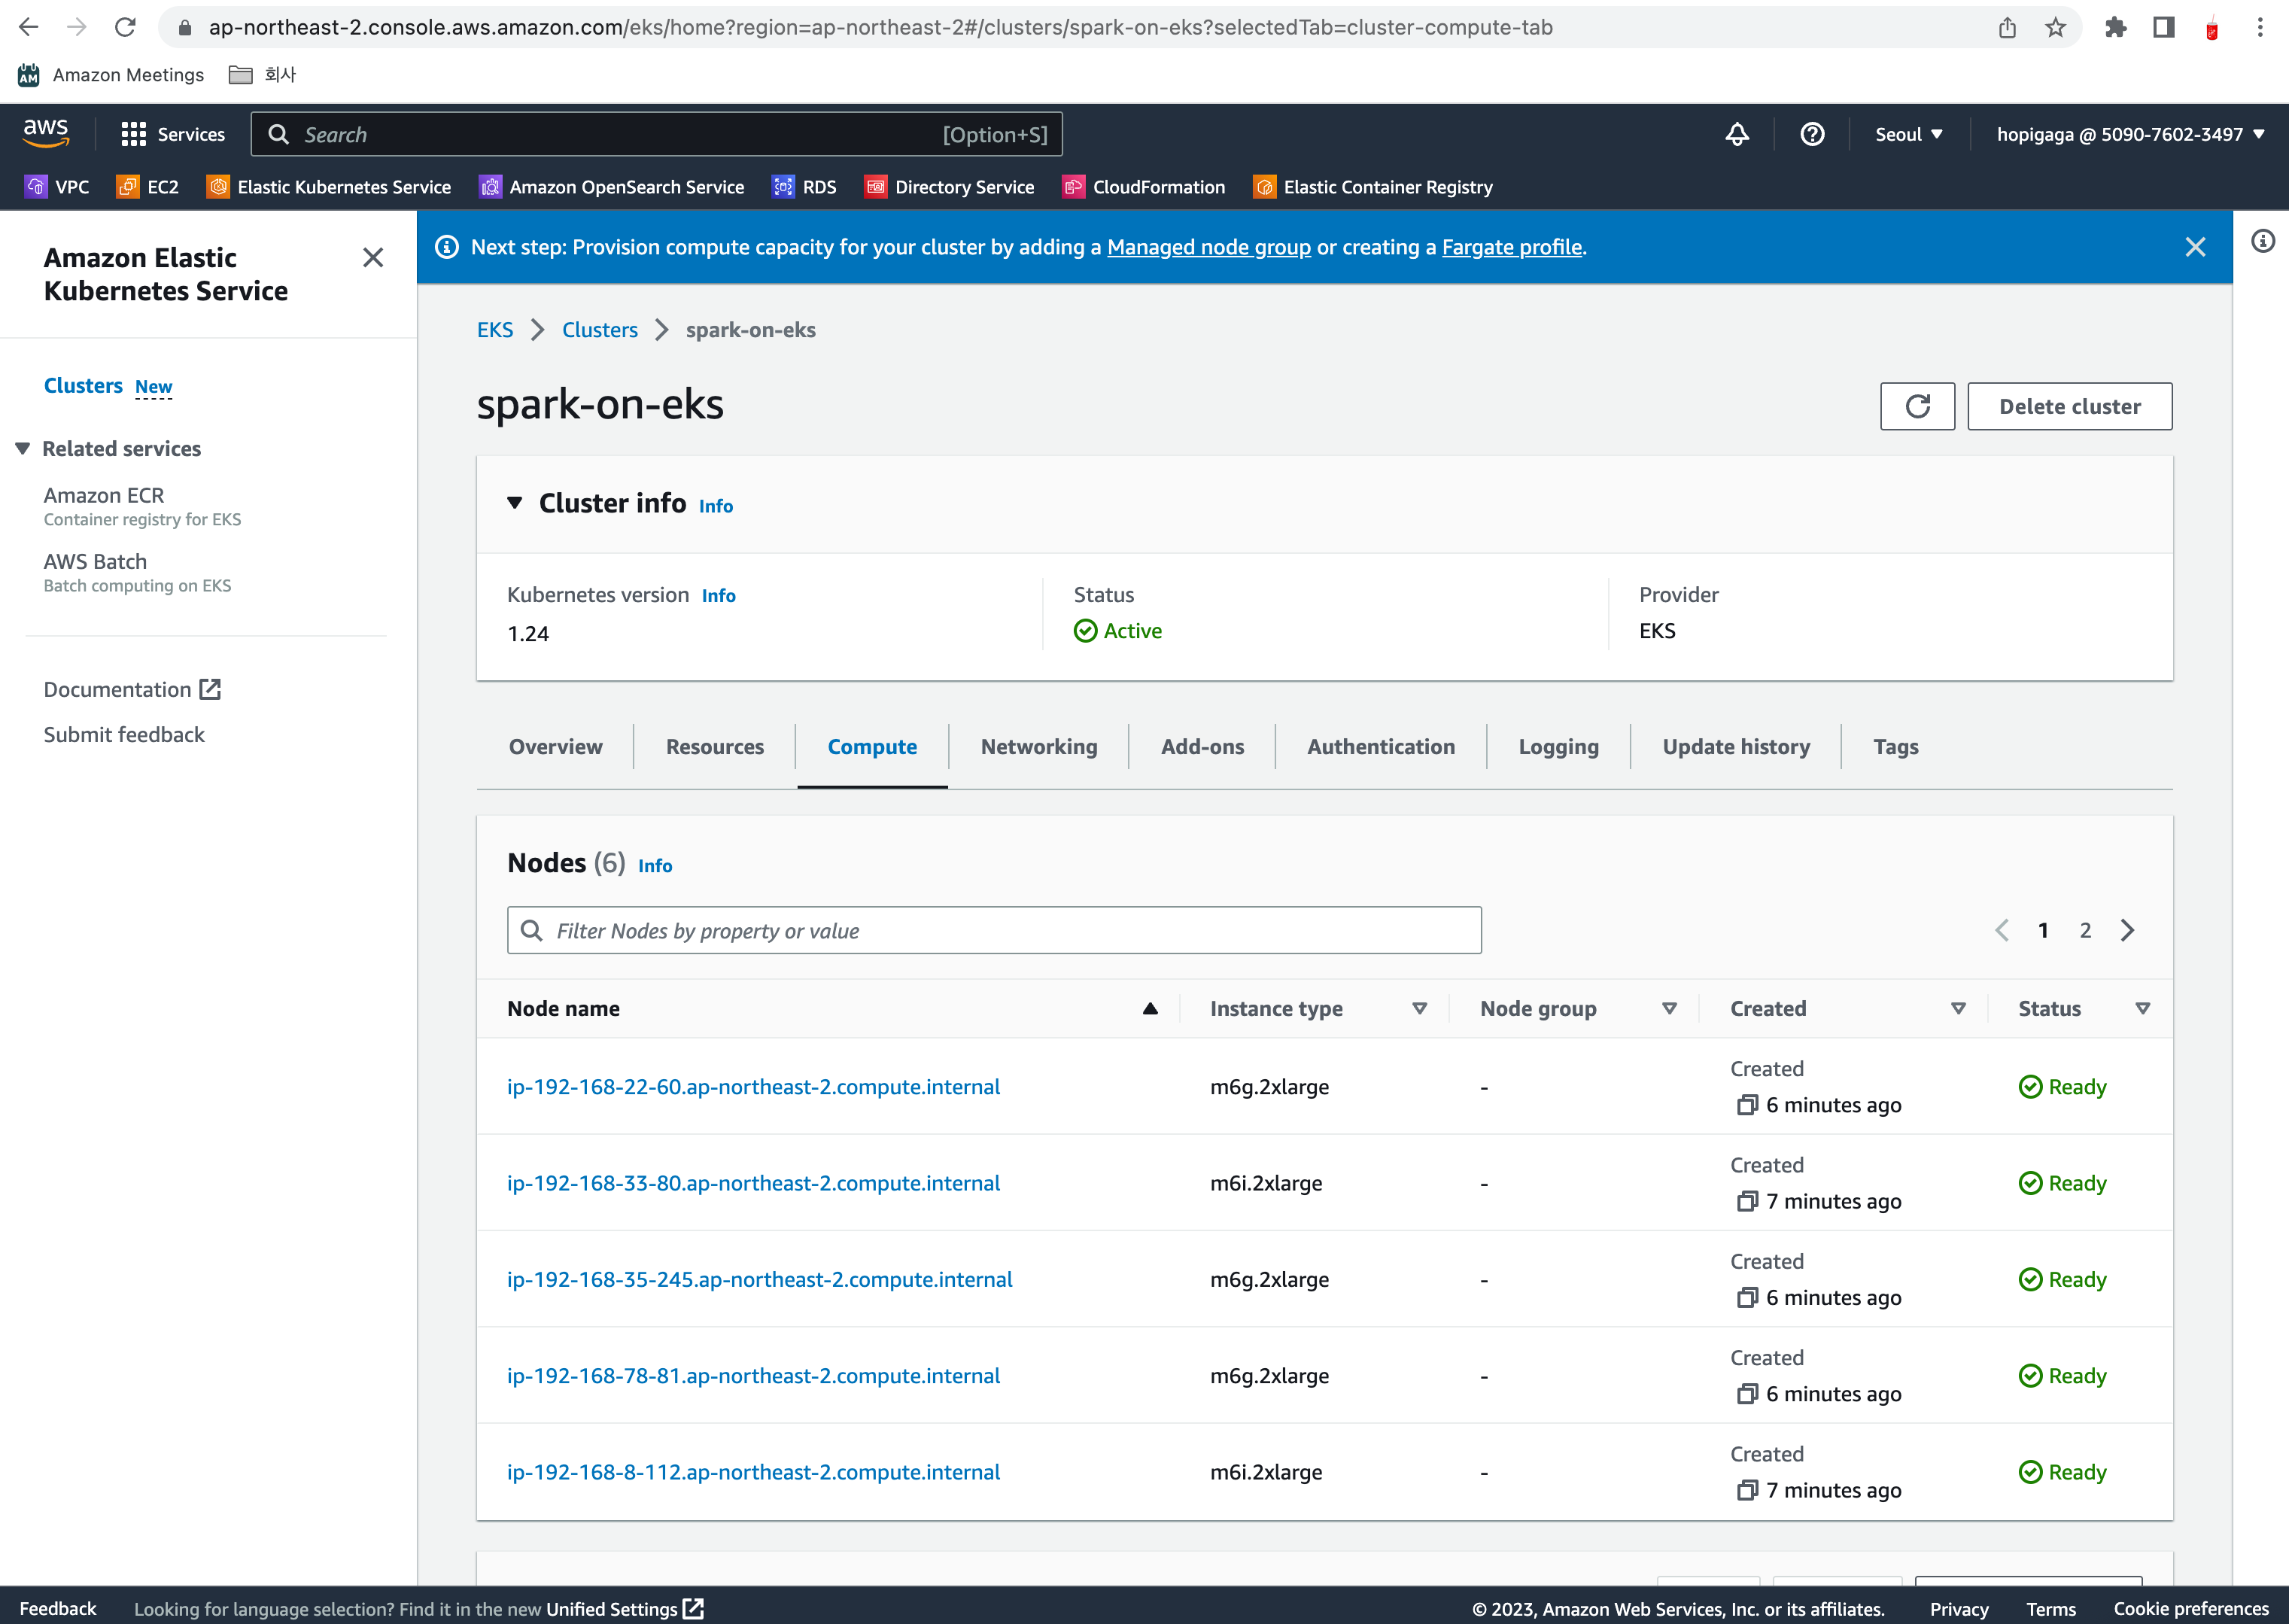 ap-northeast-2.console.aws.amazon.com/eks/home?region=ap-northeast-2#/clusters/spark-on-eks?selectedTab=cluster-compute-tab
AM Amazon Meetings 회사
aws Services Search [Option+S] Seoul hopigaga @ 5090-7602-3497
VPC EC2 Elastic Kubernetes Service Amazon OpenSearch Service RDS Directory Service CloudFormation Elastic Container Registry
Amazon Elastic
Kubernetes Service
Clusters New
Related services
Amazon ECR
Container registry for EKS
AWS Batch
Batch computing on EKS
Documentation
Submit feedback
Next step: Provision compute capacity for your cluster by adding a Managed node group or creating a Fargate profile.
EKS Clusters spark-on-eks
spark-on-eks
Delete cluster
Cluster info Info
Kubernetes version Info Status Provider
1.24 Active EKS
Overview Resources Compute Networking Add-ons Authentication Logging Update history Tags
Nodes (6) Info
Filter Nodes by property or value 1 2
Node name Instance type Node group Created Status
Created
ip-192-168-22-60.ap-northeast-2.compute.internal m6g.2xlarge - 6 minutes ago Ready
Created
ip-192-168-33-80.ap-northeast-2.compute.internal m6i.2xlarge - 7 minutes ago Ready
Created
ip-192-168-35-245.ap-northeast-2.compute.internal m6g.2xlarge - 6 minutes ago Ready
Created
ip-192-168-78-81.ap-northeast-2.compute.internal m6g.2xlarge - 6 minutes ago Ready
Created
ip-192-168-8-112.ap-northeast-2.compute.internal m6i.2xlarge - 7 minutes ago Ready
Feedback Looking for language selection? Find it in the new Unified Settings © 2023, Amazon Web Services, Inc. or its affiliates. Privacy Terms Cookie preferences